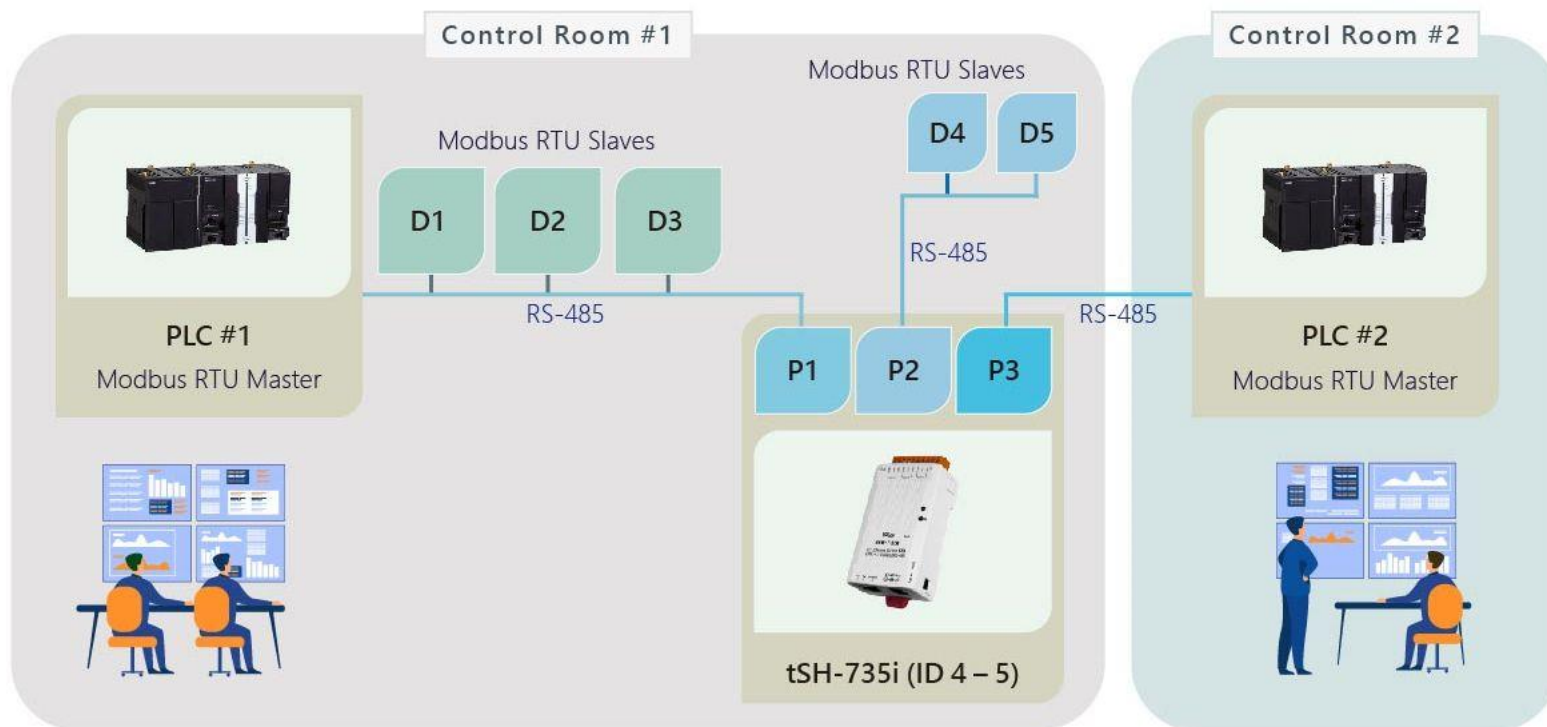 Control Room #1
Control Room #2
Modbus RTU Slaves
D4
D5
Modbus RTU Slaves
D1
D2
D3
RS-485
RS-485
RS-485
PLC #1
Modbus RTU Master
P1
P2
P3
PLC #2
Modbus RTU Master
tSH-735i (ID 4 – 5)